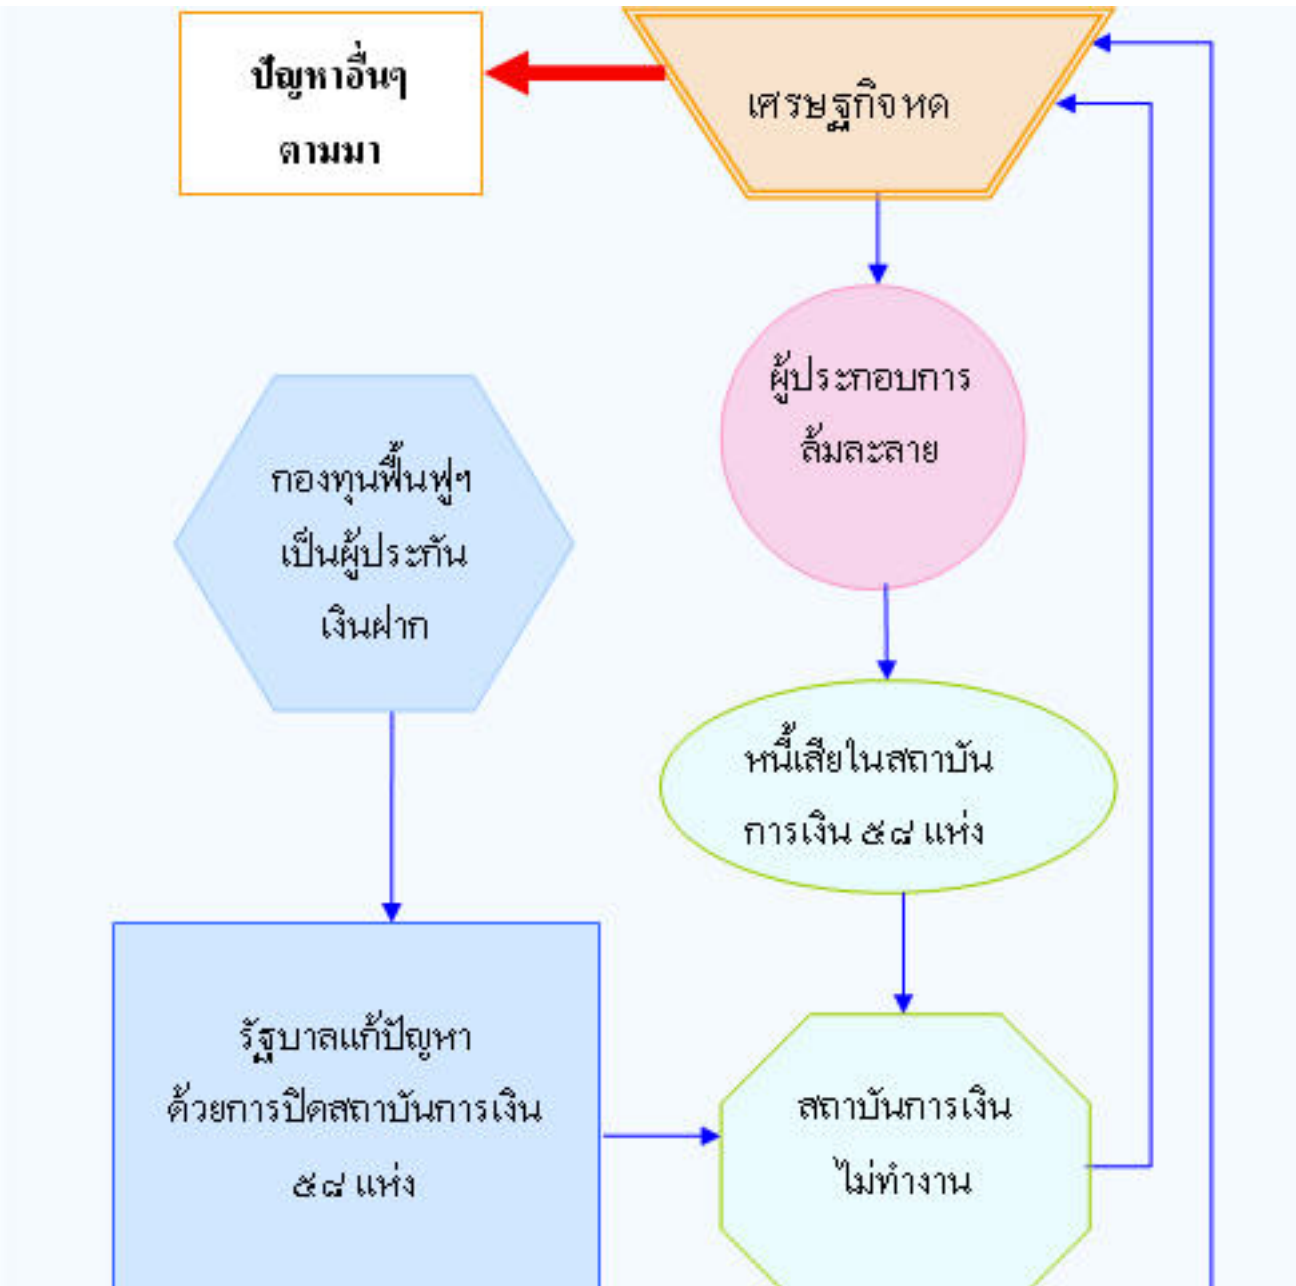 ปัญหาอื่นๆ
ตามมา
เศรษฐกิจหด
ผู้ประกอบการ
ล้มละลาย
กองทุนฟื้นฟูฯ
เป็นผู้ประกัน
เงินฝาก
หนี้เสียในสถาบัน
การเงิน ๕๘ แห่ง
รัฐบาลแก้ปัญหา
ด้วยการปิดสถาบันการเงิน
๕๘ แห่ง
สถาบันการเงิน
ไม่ทำงาน